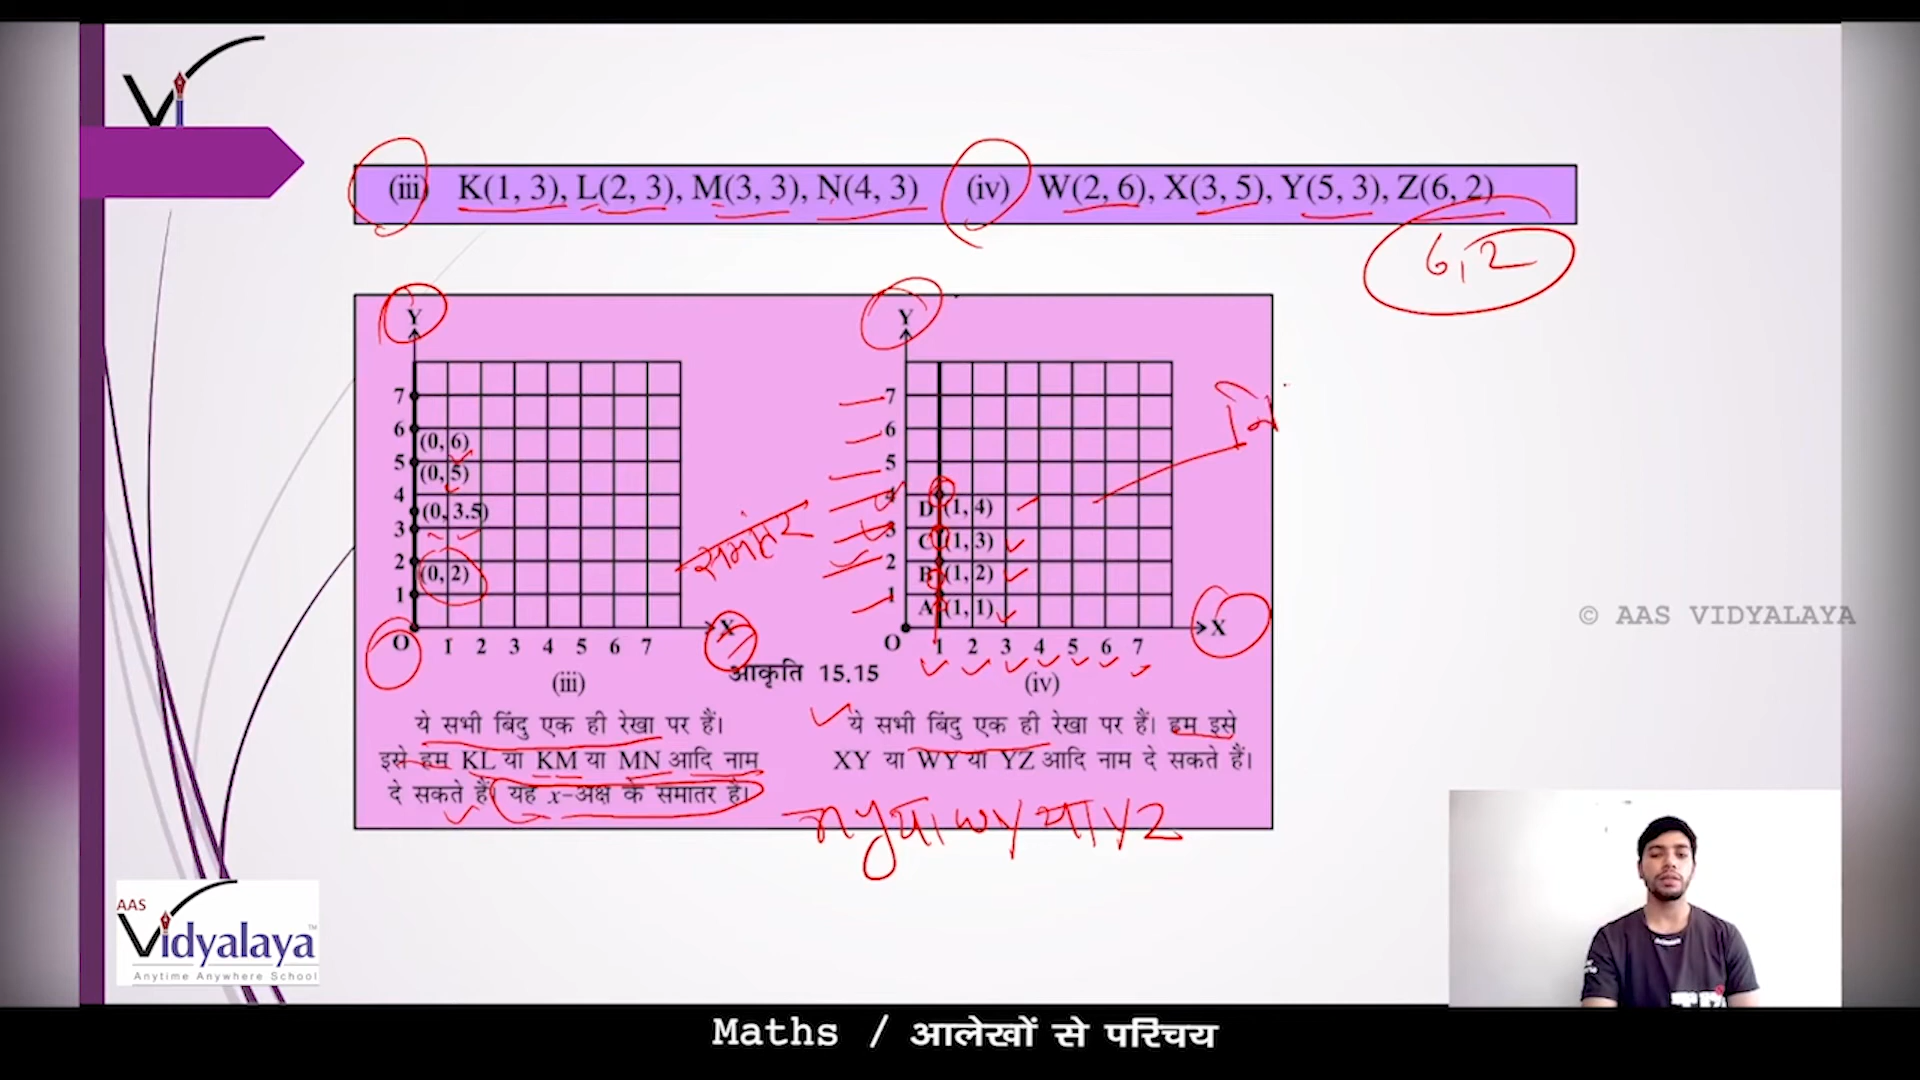 (iii) K(1, 3), L(2, 3), M(3, 3), N(4, 3) (iv) W(2, 6), X(3, 5), Y(5, 3), Z(6, 2)
6,2
Y
7
6
(0, 6)
5
(0, 5)
4
(0, 3.5)
3
2
(0, 2)
1
O 1 2 3 4 5 6 7 X
(iii)
समांतर
Y
7
6
5
4
D (1, 4)
3
C (1, 3)
2
B (1, 2)
1
A (1, 1)
O 1 2 3 4 5 6 7 X
(iv)
आकृति 15.15
ये सभी बिंदु एक ही रेखा पर हैं।
इसे हम KL या KM या MN आदि नाम
दे सकते हैं। यह x-अक्ष के समांतर है।
ये सभी बिंदु एक ही रेखा पर हैं। हम इसे
XY या WY या YZ आदि नाम दे सकते हैं।
xy या WY या YZ
© AAS VIDYALAYA
AAS
Vidyalaya
TM
Anytime Anywhere School
Maths / आलेखों से परिचय